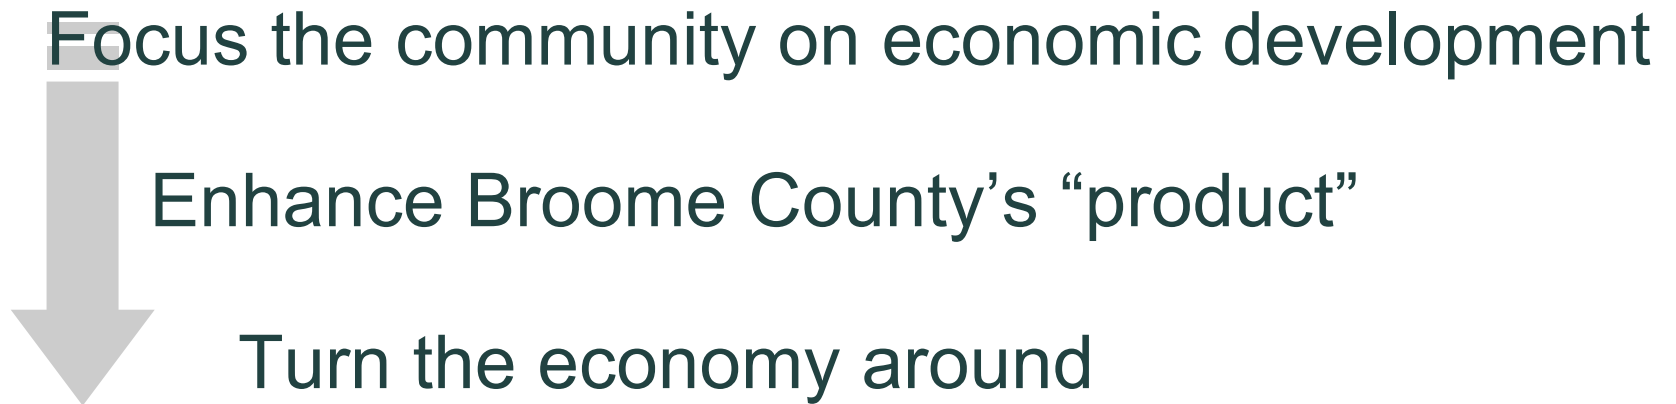 Focus the community on economic development
Enhance Broome County’s “product”
Turn the economy around